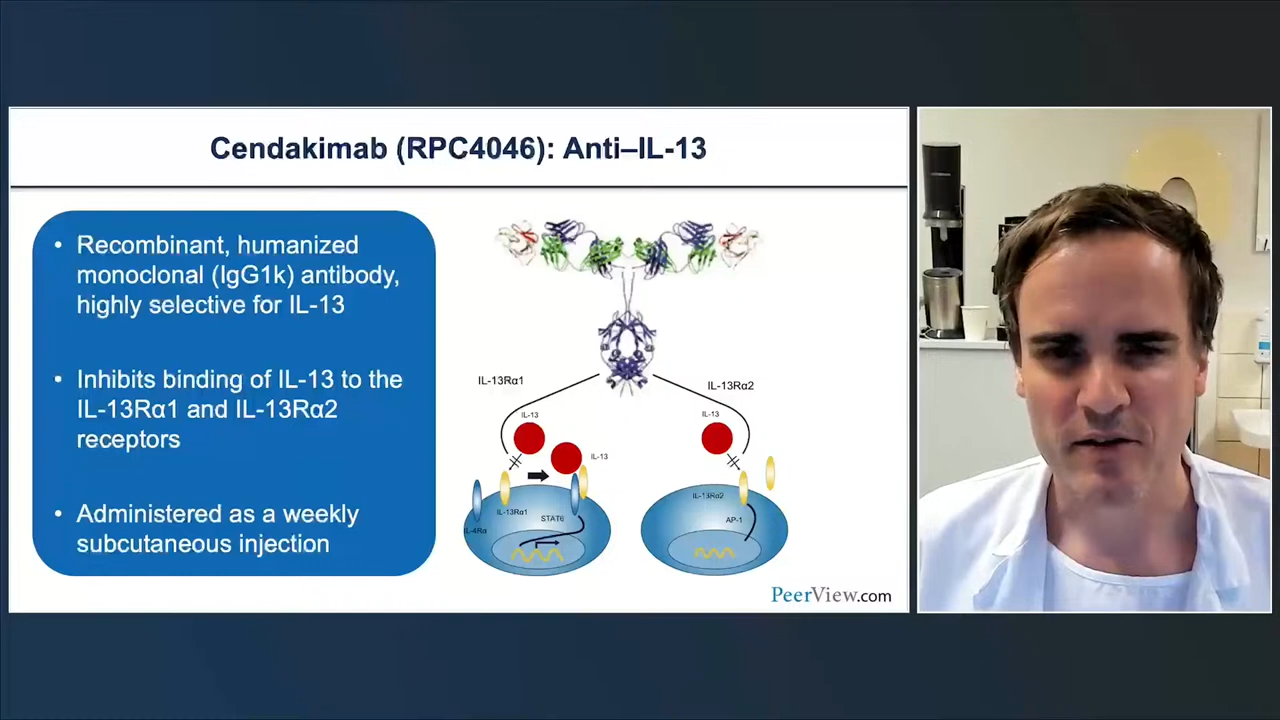 Cendakimab (RPC4046): Anti–IL-13
• Recombinant, humanized
monoclonal (IgG1k) antibody,
highly selective for IL-13
• Inhibits binding of IL-13 to the
IL-13Rα1 and IL-13Rα2
receptors
• Administered as a weekly
subcutaneous injection
IL-13Rα1
IL-13Rα2
IL-13
IL-13
IL-13
IL-13Rα1
STAT6
IL-4Rα
IL-13Rα2
AP-1
PeerView.com